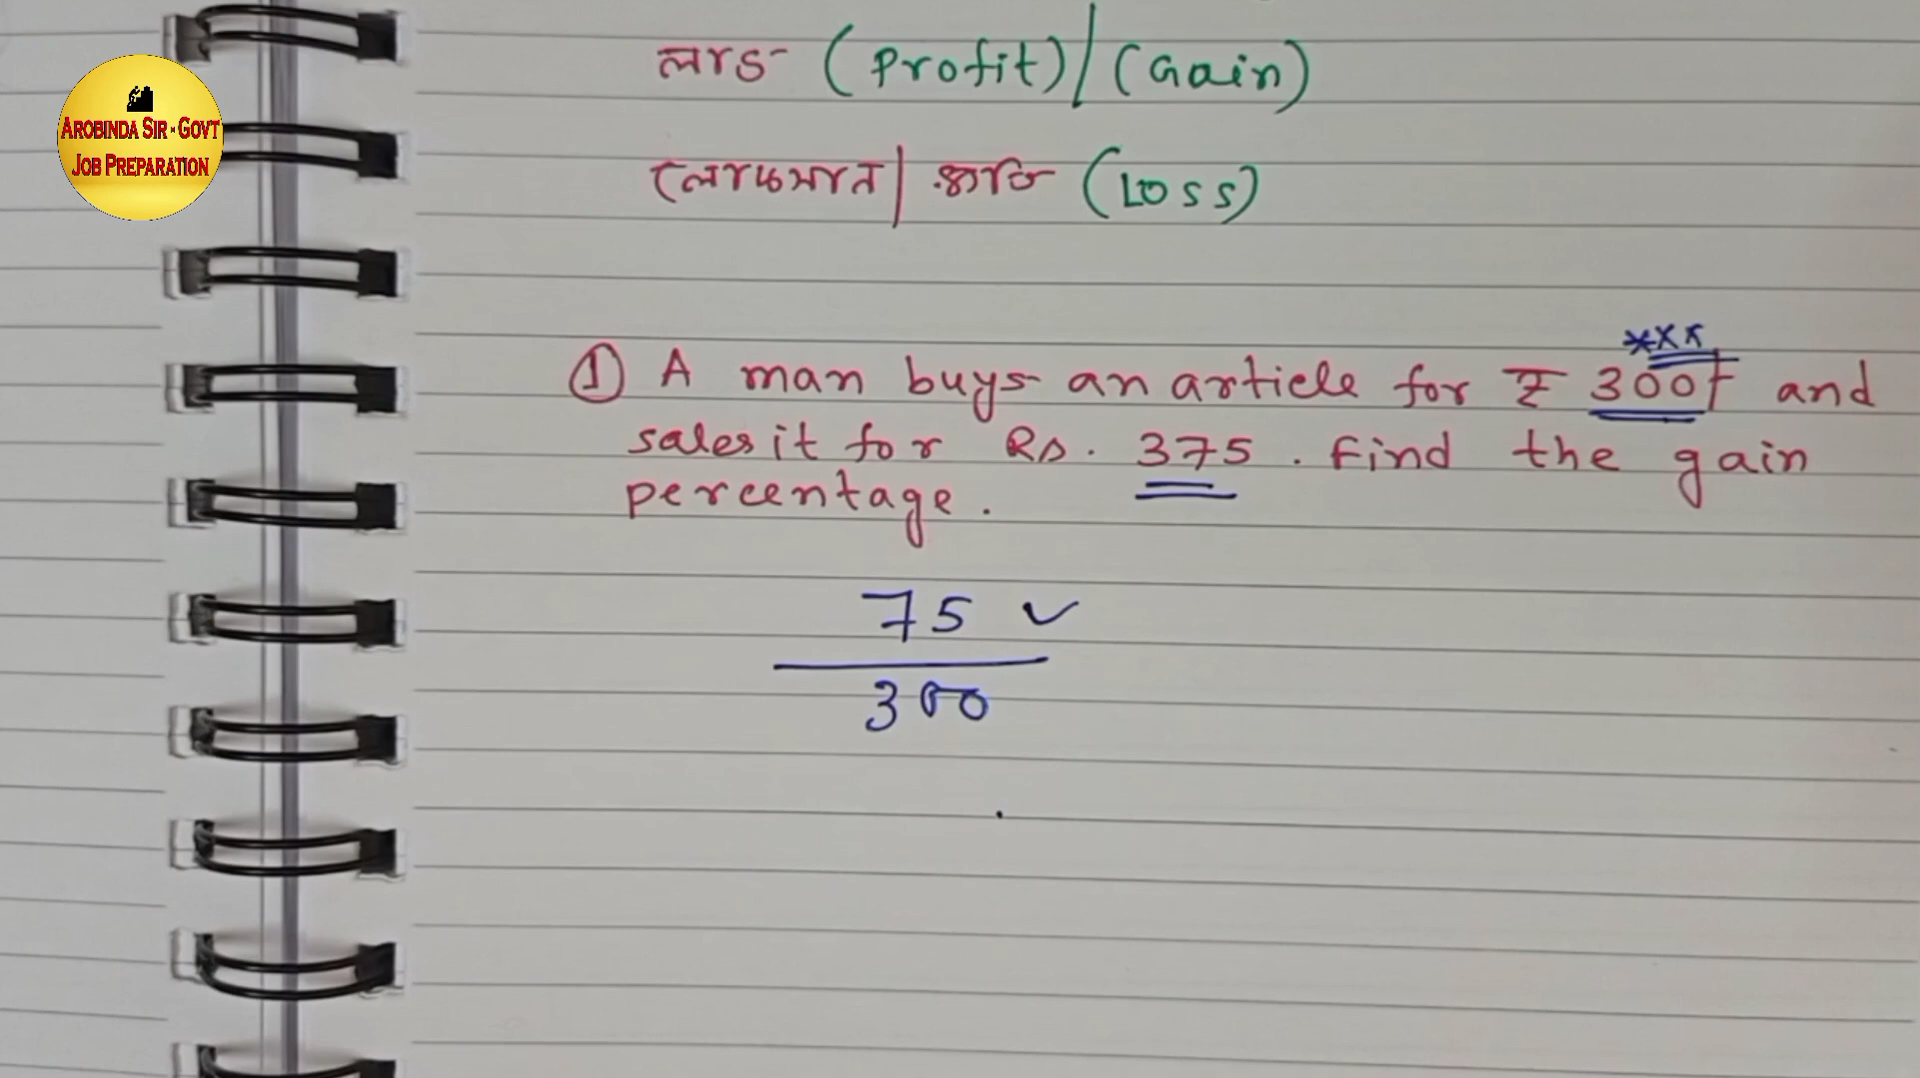 AROBINDA SIR - GOVT
JOB PREPARATION
লাভ (Profit)/(Gain)
লোকসান/ক্ষতি (Loss)
① A man buys an article for ₹ 300/- and
sales it for Rs. 375. Find the gain
percentage.
75 ✓
300